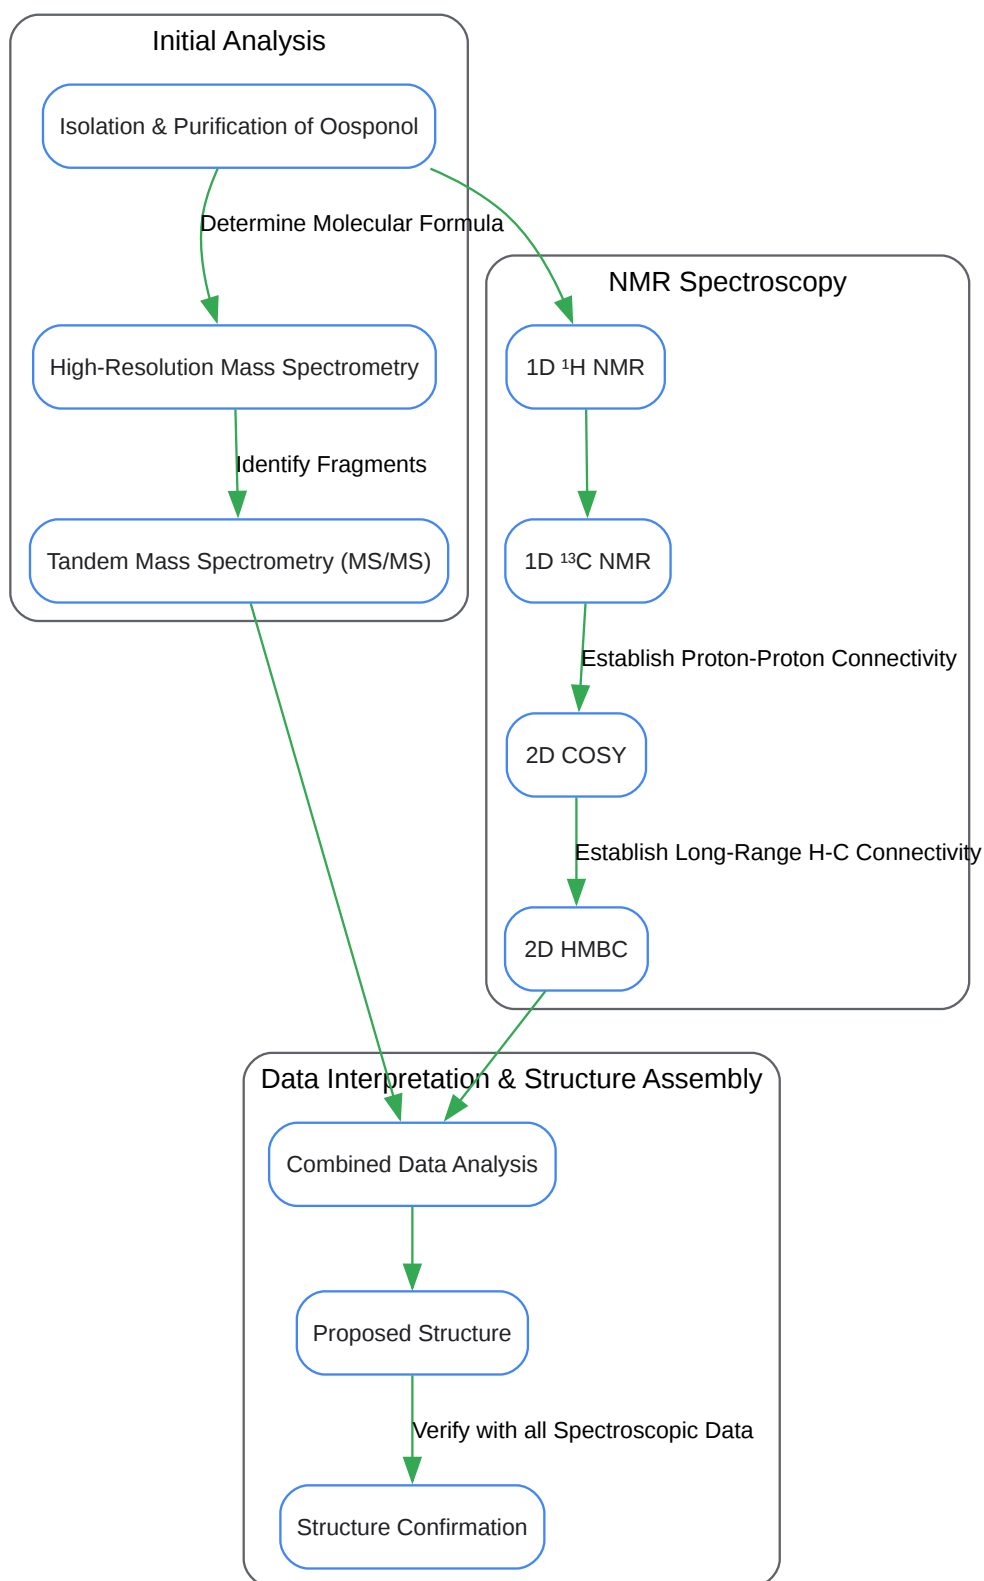 Initial Analysis
Isolation & Purification of Oosponol
Determine Molecular Formula
High-Resolution Mass Spectrometry
Identify Fragments
Tandem Mass Spectrometry (MS/MS)
NMR Spectroscopy
1D ¹H NMR
1D ¹³C NMR
Establish Proton-Proton Connectivity
2D COSY
Establish Long-Range H-C Connectivity
2D HMBC
Data Interpretation & Structure Assembly
Combined Data Analysis
Proposed Structure
Verify with all Spectroscopic Data
Structure Confirmation